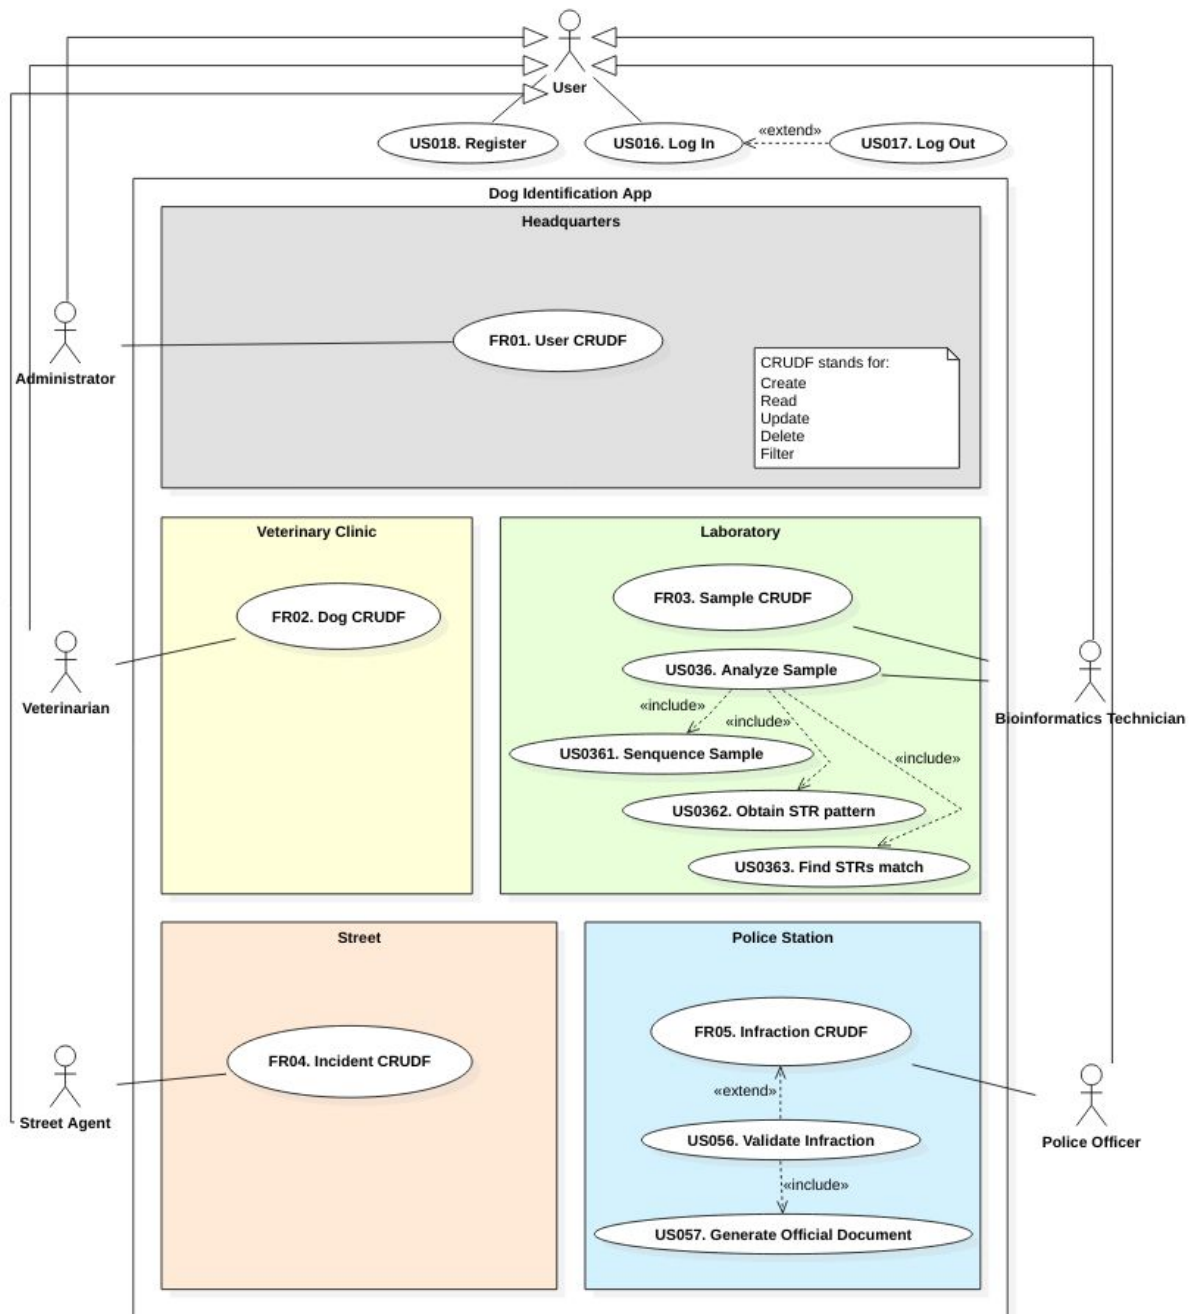 User
US018. Register
US016. Log In
«extend»
US017. Log Out
Dog Identification App
Headquarters
FR01. User CRUDF
CRUDF stands for:
Create
Read
Update
Delete
Filter
Administrator
Veterinary Clinic
FR02. Dog CRUDF
Veterinarian
Laboratory
FR03. Sample CRUDF
US036. Analyze Sample
«include»
«include»
«include»
US0361. Senquence Sample
US0362. Obtain STR pattern
US0363. Find STRs match
Bioinformatics Technician
Street
FR04. Incident CRUDF
Street Agent
Police Station
FR05. Infraction CRUDF
«extend»
US056. Validate Infraction
«include»
US057. Generate Official Document
Police Officer